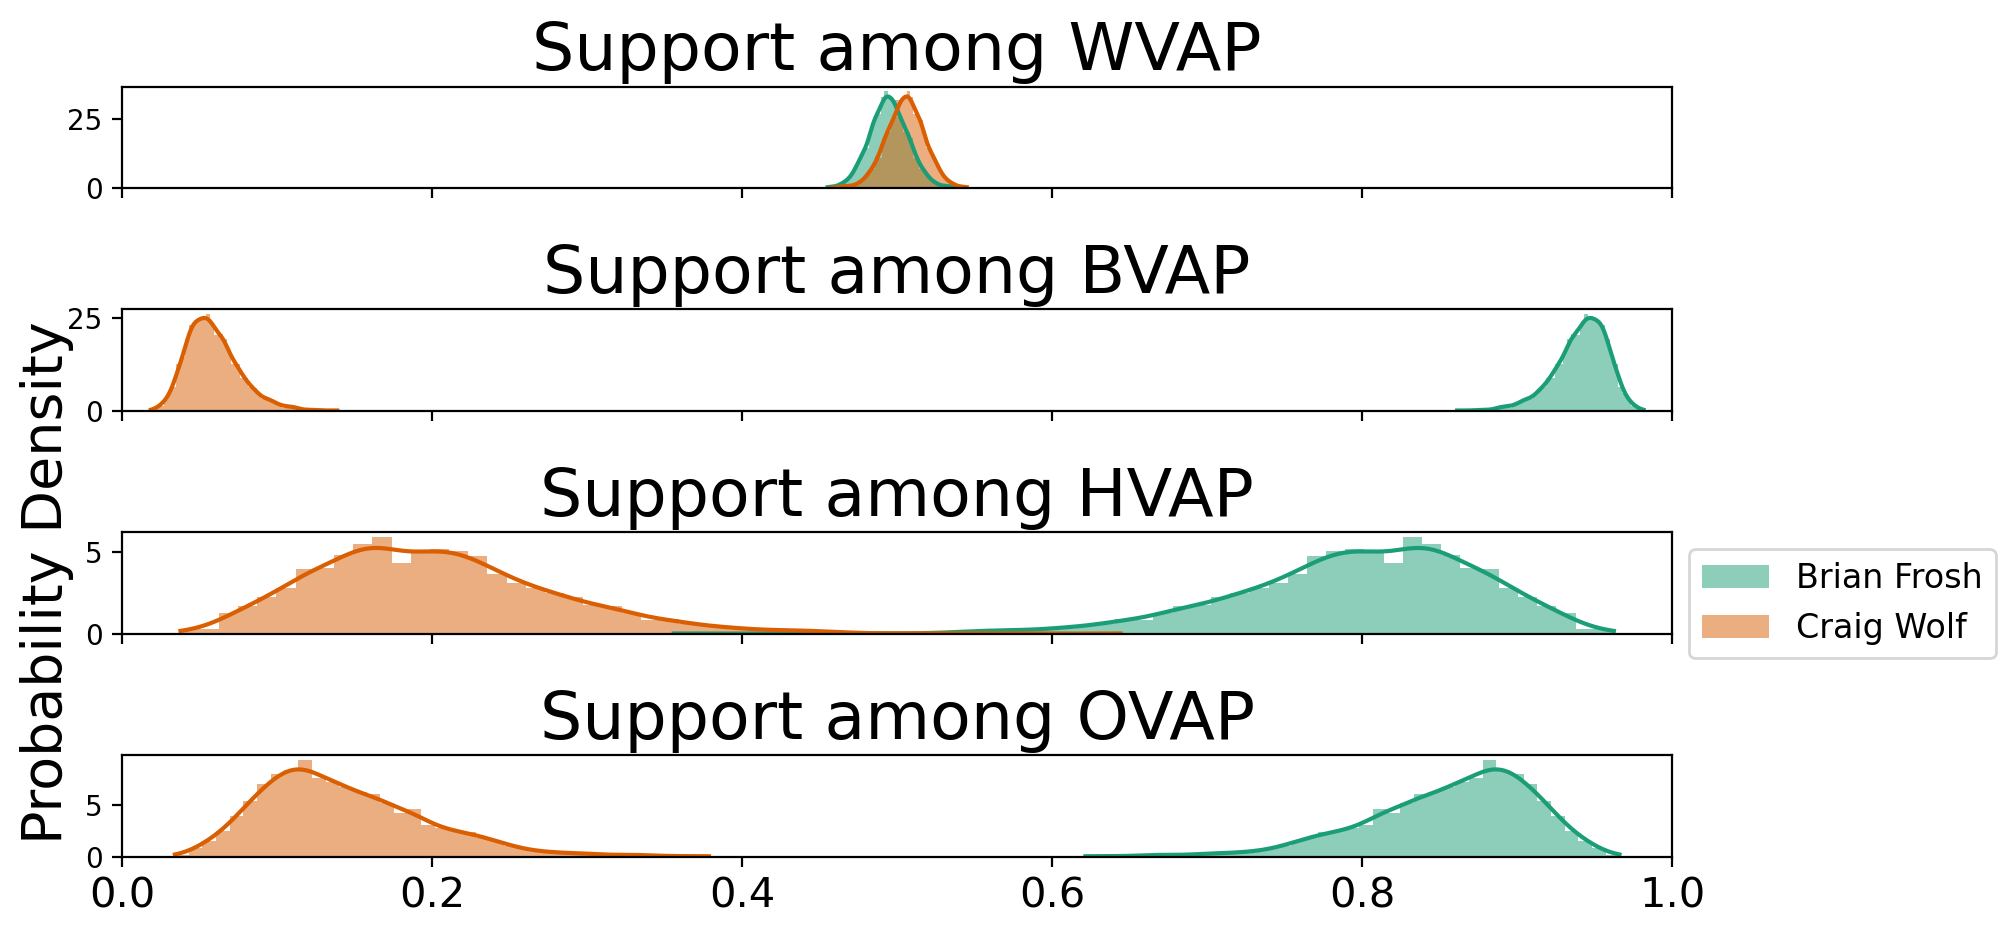 Support among WVAP
25
0
Support among BVAP
25
0
Support among HVAP
5
0
Support among OVAP
5
0
0.0 0.2 0.4 0.6 0.8 1.0
Probability Density
Brian Frosh
Craig Wolf